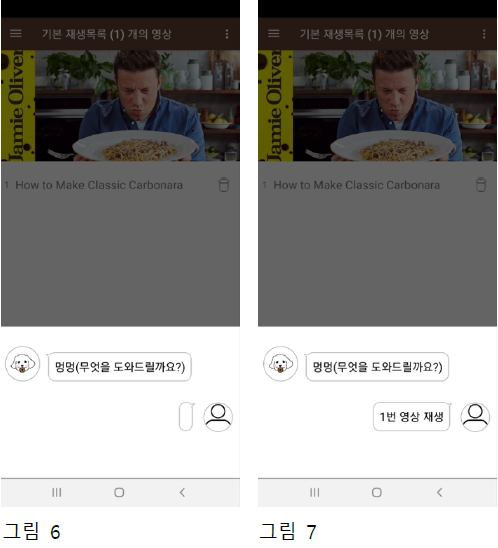 기본 재생목록 (1) 개의 영상
Jamie Oliver
1 How to Make Classic Carbonara
멍멍(무엇을 도와드릴까요?)
그림 6
기본 재생목록 (1) 개의 영상
Jamie Oliver
1 How to Make Classic Carbonara
멍멍(무엇을 도와드릴까요?)
1번 영상 재생
그림 7